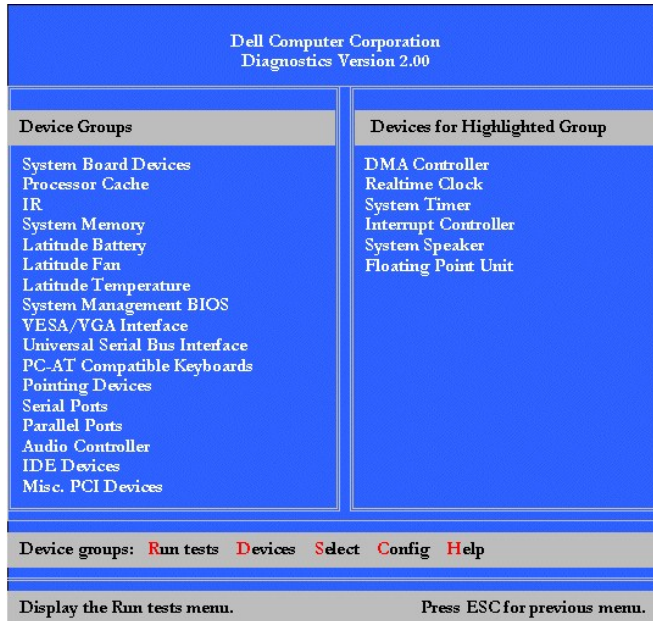 Dell Computer Corporation
Diagnostics Version 2.00
Device Groups
System Board Devices
Processor Cache
IR
System Memory
Latitude Battery
Latitude Fan
Latitude Temperature
System Management BIOS
VESA/VGA Interface
Universal Serial Bus Interface
PC-AT Compatible Keyboards
Pointing Devices
Serial Ports
Parallel Ports
Audio Controller
IDE Devices
Misc. PCI Devices
Devices for Highlighted Group
DMA Controller
Realtime Clock
System Timer
Interrupt Controller
System Speaker
Floating Point Unit
Device groups: Run tests Devices Select Config Help
Display the Run tests menu. Press ESC for previous menu.